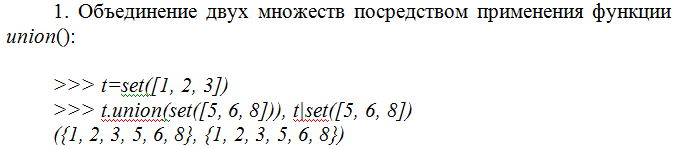 1. Объединение двух множеств посредством применения функции
union():
>>> t=set([1, 2, 3])
>>> t.union(set([5, 6, 8])), t|set([5, 6, 8])
({1, 2, 3, 5, 6, 8}, {1, 2, 3, 5, 6, 8})